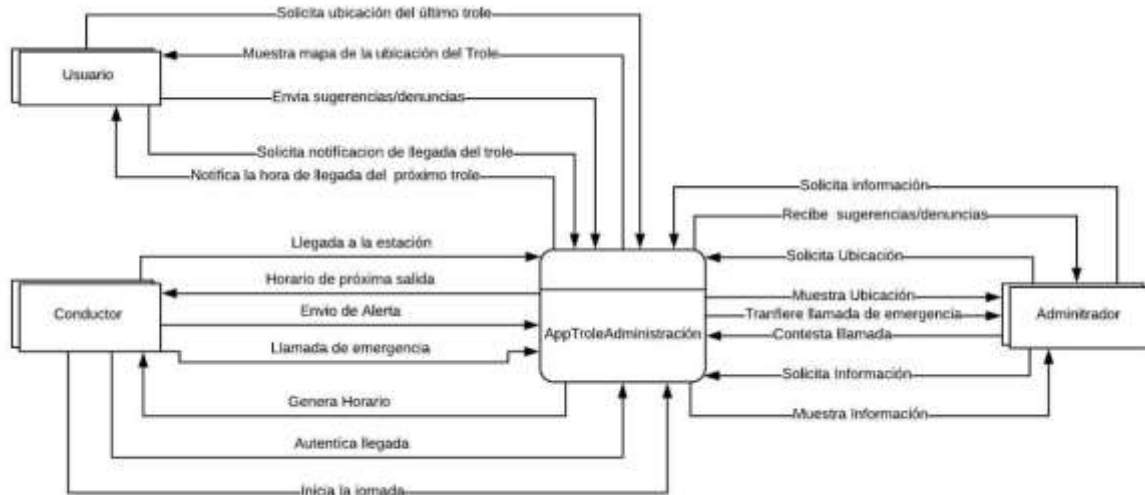 Solicita ubicación del último trole
Muestra mapa de la ubicación del Trole
Usuario
Envia sugerencias/denuncias
Solicita notificacion de llegada del trole
Notifica la hora de llegada del próximo trole
Solicita información
Recibe sugerencias/denuncias
Llegada a la estación
Solicita Ubicación
Horario de próxima salida
Muestra Ubicación
Conductor
Envio de Alerta
Tranfiere llamada de emergencia
Adminitrador
AppTroleAdministración
Contesta lllamada
Llamada de emergencia
Solicita Información
Genera Horario
Muestra Información
Autentica llegada
Inicia la jornada